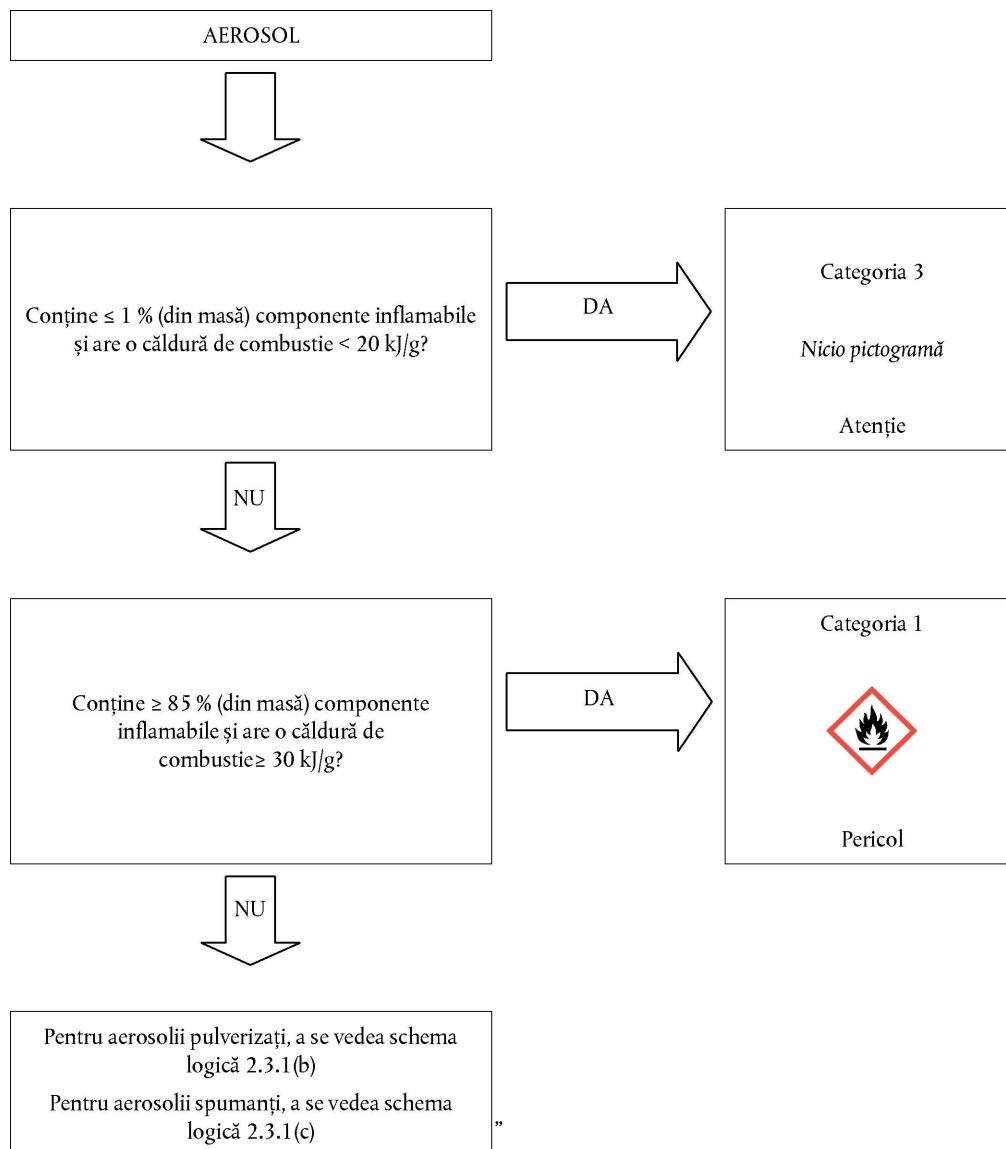 AEROSOL
Conține ≤ 1 % (din masă) componente inflamabile
și are o căldură de combustie < 20 kJ/g?
DA
Categoria 3
Nicio pictogramă
Atenție
NU
Conține ≥ 85 % (din masă) componente
inflamabile și are o căldură de
combustie≥ 30 kJ/g?
DA
Categoria 1
Pericol
NU
Pentru aerosolii pulverizați, a se vedea schema
logică 2.3.1(b)
Pentru aerosolii spumanți, a se vedea schema
logică 2.3.1(c)
”